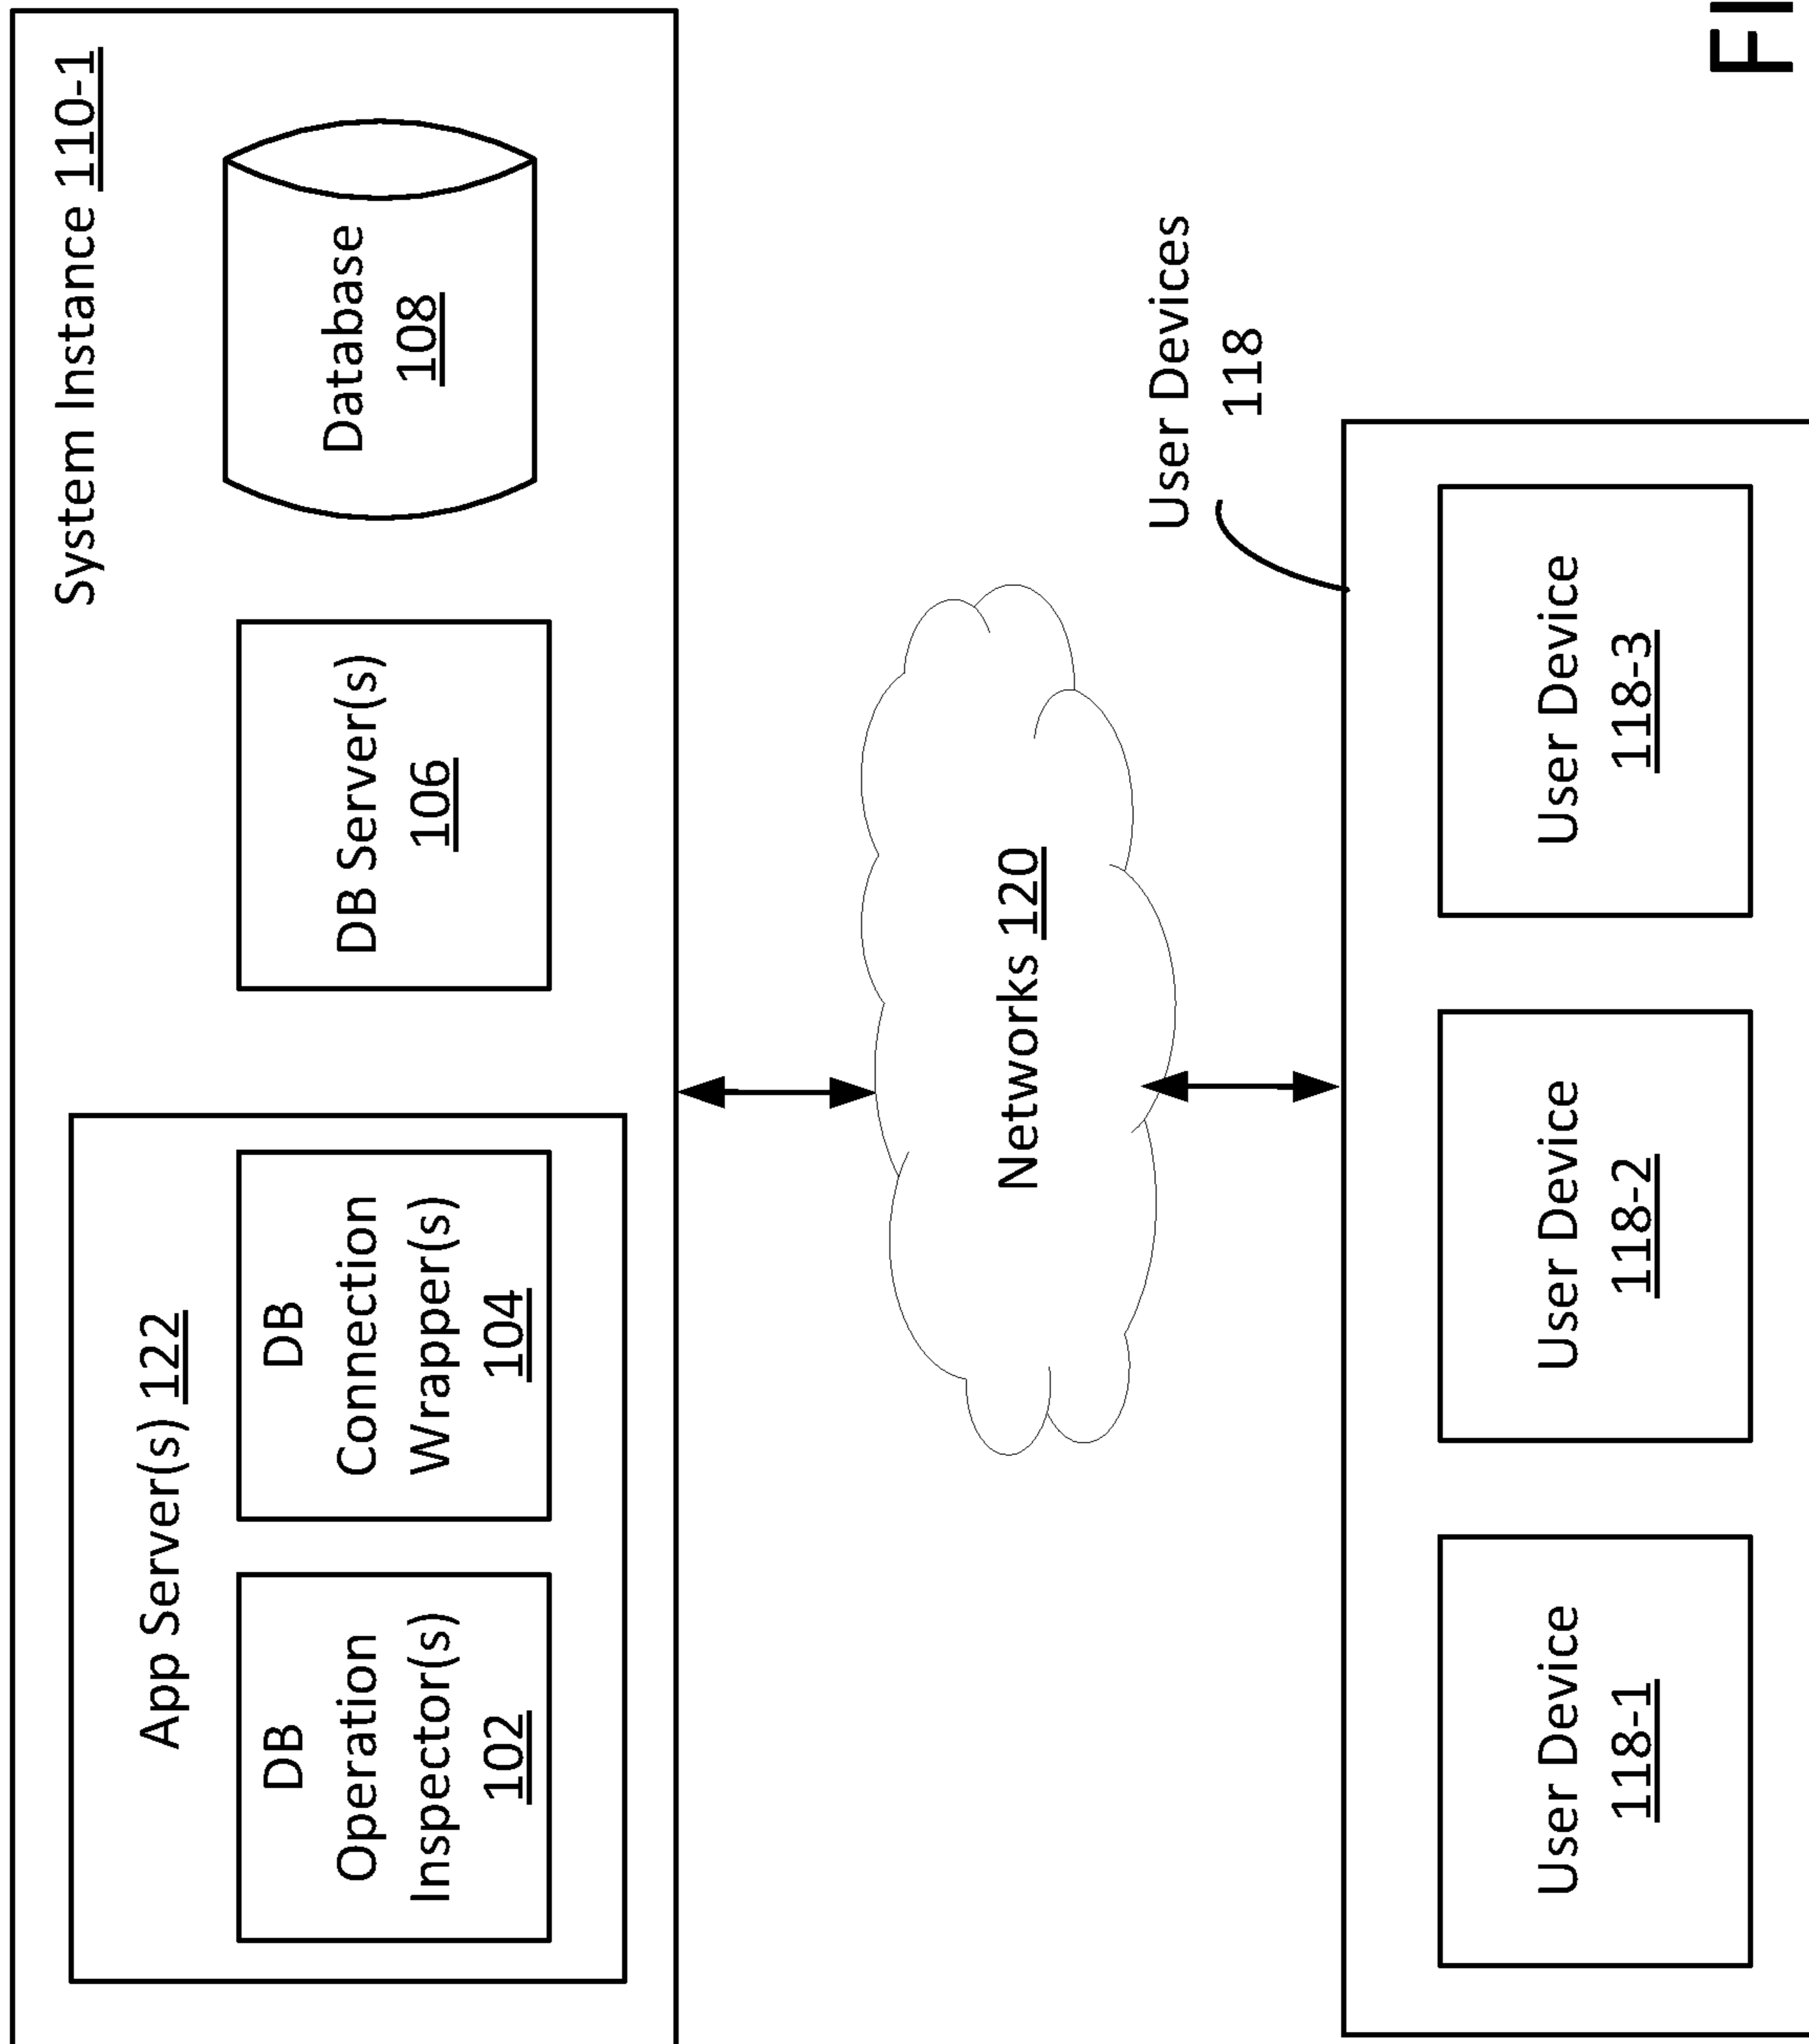 System Instance 110-1
App Server(s) 122
DB
Operation
Inspector(s)
102
DB
Connection
Wrapper(s)
104
DB Server(s)
106
Database
108
Networks 120
User Devices
118
User Device
118-1
User Device
118-2
User Device
118-3
FI